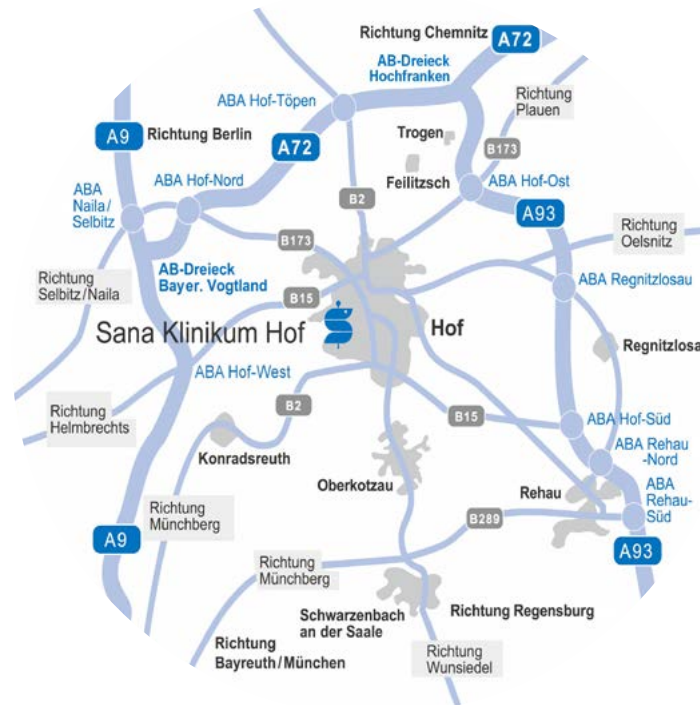 Richtung Chemnitz
A72
AB-Dreieck
Hochfranken
ABA Hof-Töpen
Richtung
Plauen
A9
Richtung Berlin
A72
Trogen
B173
Feilitzsch
ABA
Naila/
Selbitz
ABA Hof-Nord
ABA Hof-Ost
B2
A93
Richtung
Oelsnitz
B173
Richtung
Selbitz/Naila
AB-Dreieck
Bayer. Vogtland
ABA Regnitzlosau
B15
Sana Klinikum Hof
Hof
Regnitzlosa
ABA Hof-West
Richtung
Helmbrechts
B2
B15
ABA Hof-Süd
Konradsreuth
ABA Rehau
-Nord
Oberkotzau
Rehau
ABA
Rehau-
Süd
Richtung
Münchberg
B289
A9
A93
Richtung
Münchberg
Schwarzenbach
an der Saale
Richtung Regensburg
Richtung
Bayreuth/München
Richtung
Wunsiedel